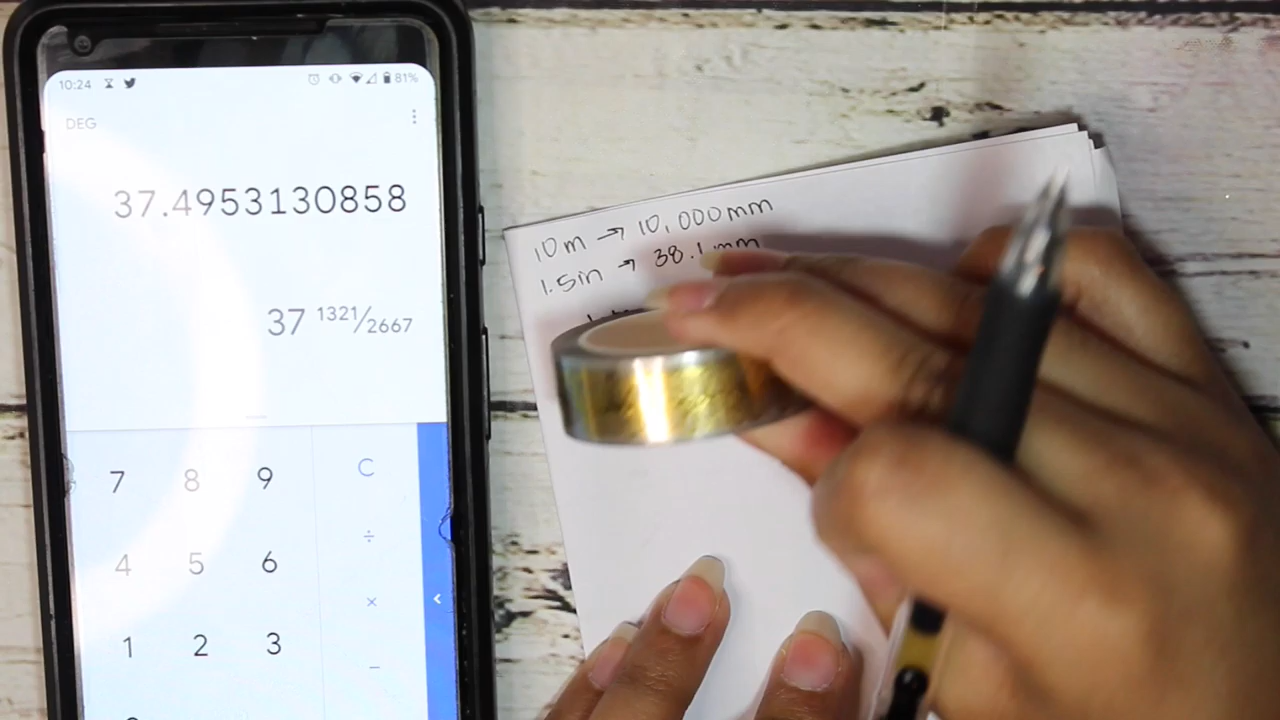 10:24 81%
DEG
37.4953130858
37 1321/2667
7 8 9 C
4 5 6 ÷
1 2 3 ×
−
<
10m → 10,000mm
1.5in → 38.1mm